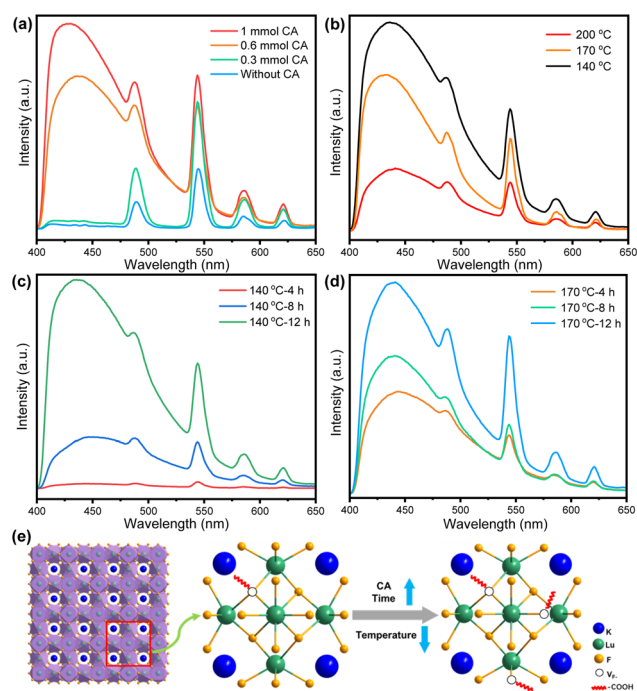 (a)
1 mmol CA
0.6 mmol CA
0.3 mmol CA
Without CA
Intensity (a.u.)
400 450 500 550 600 650
Wavelength (nm)
(b)
200 °C
170 °C
140 °C
Intensity (a.u.)
400 450 500 550 600 650
Wavelength (nm)
(c)
140 °C-4 h
140 °C-8 h
140 °C-12 h
Intensity (a.u.)
400 450 500 550 600 650
Wavelength (nm)
(d)
170 °C-4 h
170 °C-8 h
170 °C-12 h
Intensity (a.u.)
400 450 500 550 600 650
Wavelength (nm)
(e)
CA
Time
Temperature
K
Lu
F
V_F-
-COOH